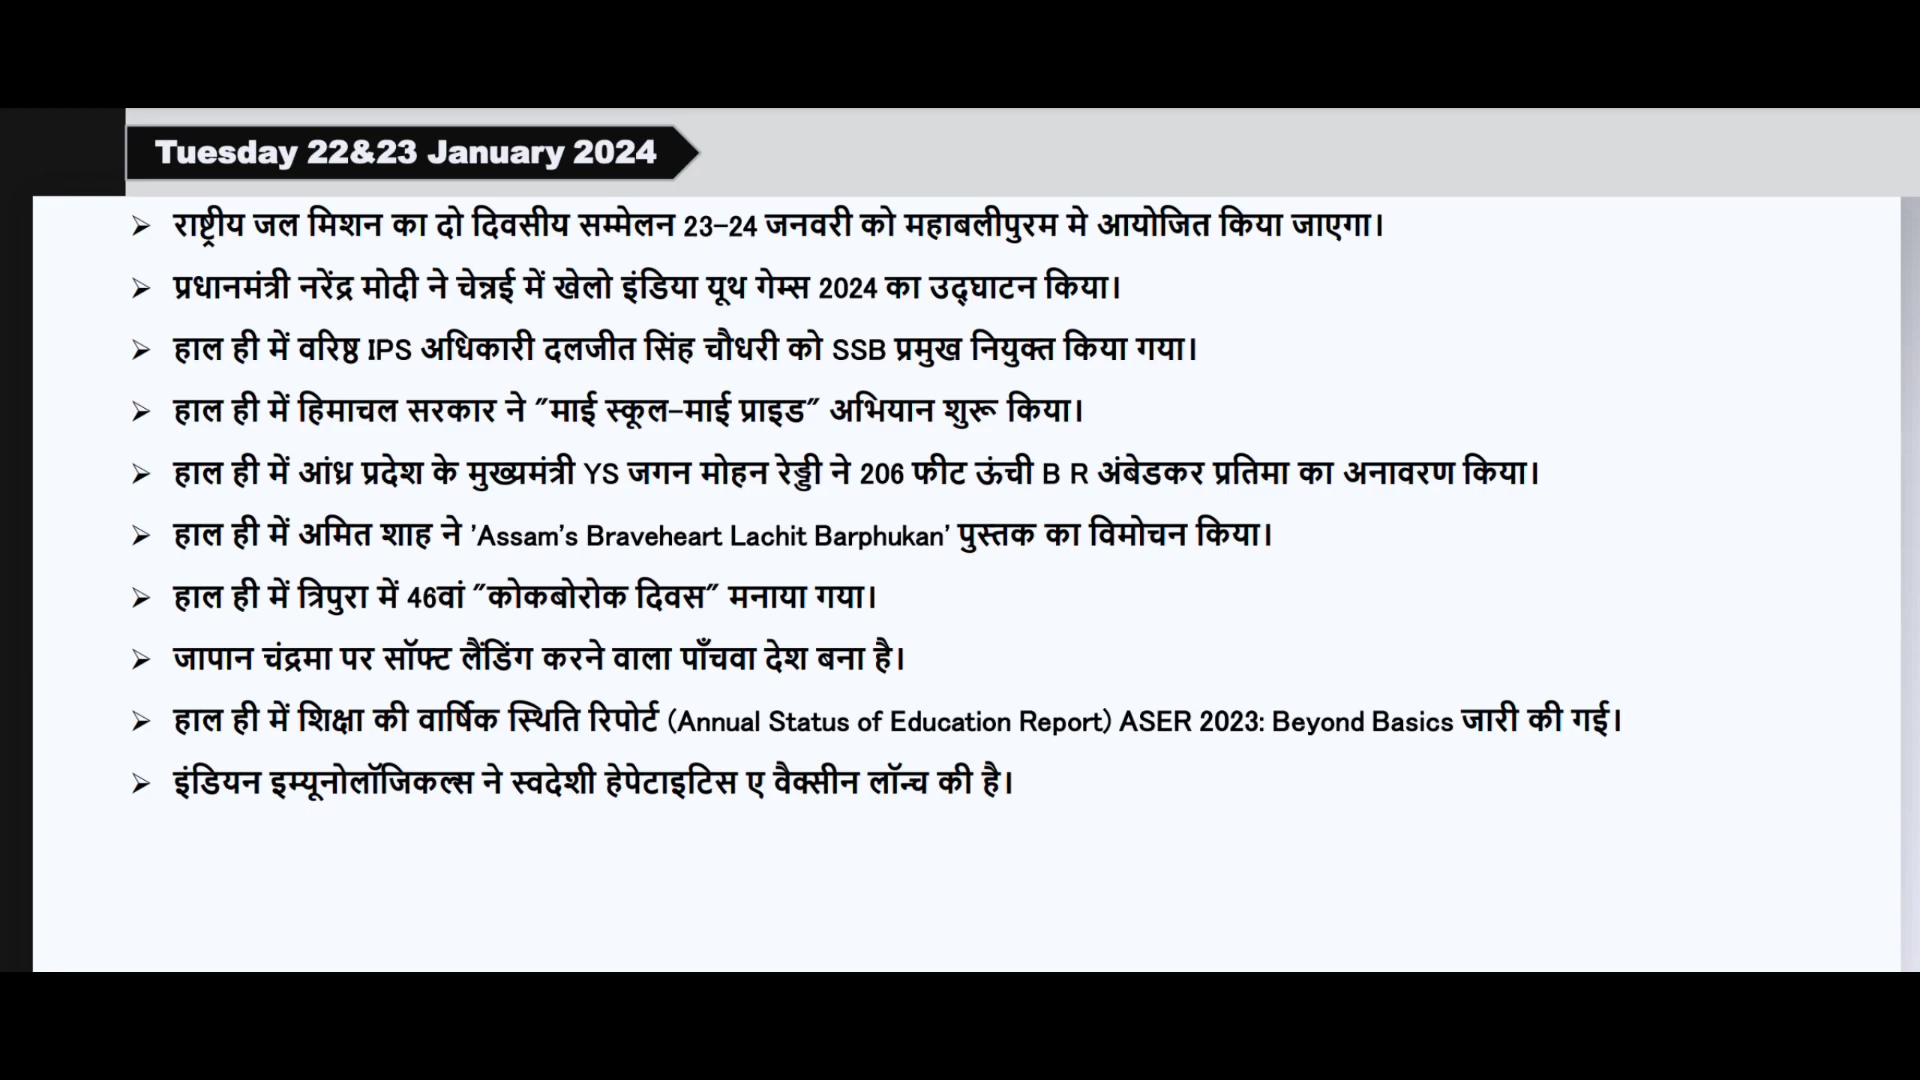 Tuesday 22&23 January 2024
➢ राष्ट्रीय जल मिशन का दो दिवसीय सम्मेलन 23-24 जनवरी को महाबलीपुरम मे आयोजित किया जाएगा।
➢ प्रधानमंत्री नरेंद्र मोदी ने चेन्नई में खेलो इंडिया यूथ गेम्स 2024 का उद्घाटन किया।
➢ हाल ही में वरिष्ठ IPS अधिकारी दलजीत सिंह चौधरी को SSB प्रमुख नियुक्त किया गया।
➢ हाल ही में हिमाचल सरकार ने "माई स्कूल-माई प्राइड" अभियान शुरू किया।
➢ हाल ही में आंध्र प्रदेश के मुख्यमंत्री YS जगन मोहन रेड्डी ने 206 फीट ऊंची B R अंबेडकर प्रतिमा का अनावरण किया।
➢ हाल ही में अमित शाह ने 'Assam's Braveheart Lachit Barphukan' पुस्तक का विमोचन किया।
➢ हाल ही में त्रिपुरा में 46वां "कोकबोरोक दिवस" मनाया गया।
➢ जापान चंद्रमा पर सॉफ्ट लैंडिंग करने वाला पाँचवा देश बना है।
➢ हाल ही में शिक्षा की वार्षिक स्थिति रिपोर्ट (Annual Status of Education Report) ASER 2023: Beyond Basics जारी की गई।
➢ इंडियन इम्यूनोलॉजिकल्स ने स्वदेशी हेपेटाइटिस ए वैक्सीन लॉन्च की है।